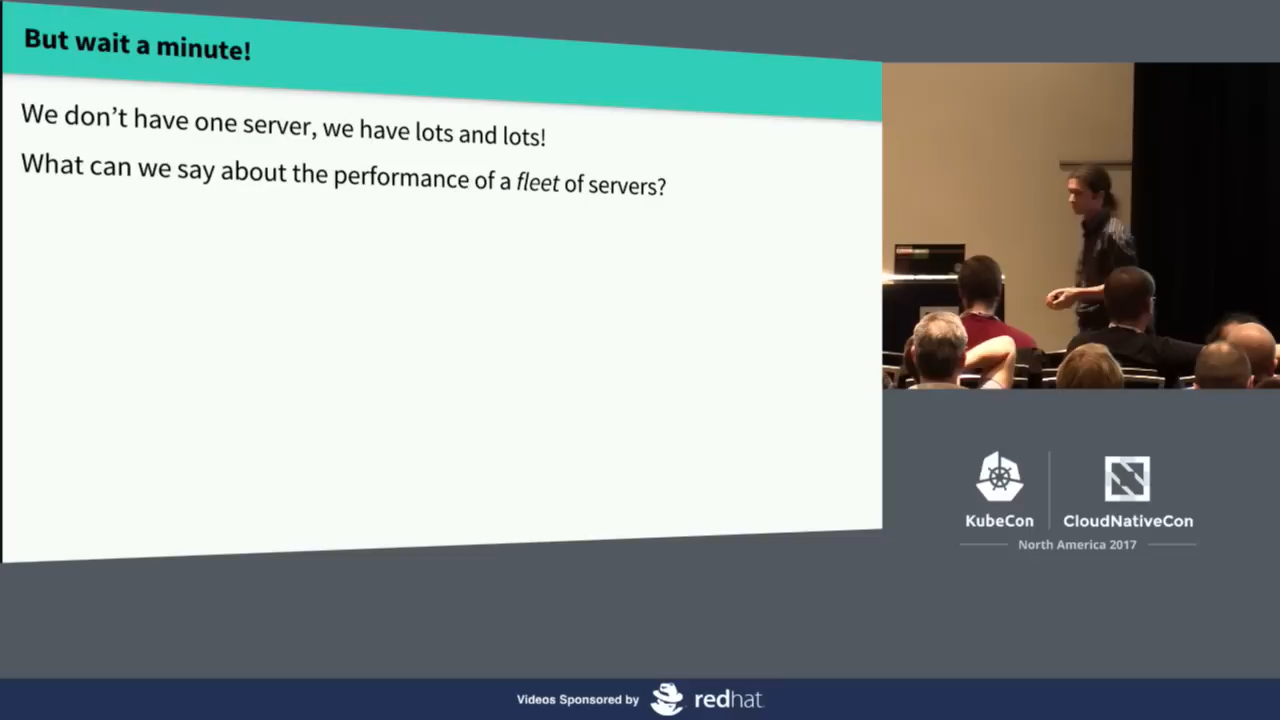 But wait a minute!
We don't have one server, we have lots and lots!
What can we say about the performance of a fleet of servers?
KubeCon
CloudNativeCon
North America 2017
Videos Sponsored by
redhat